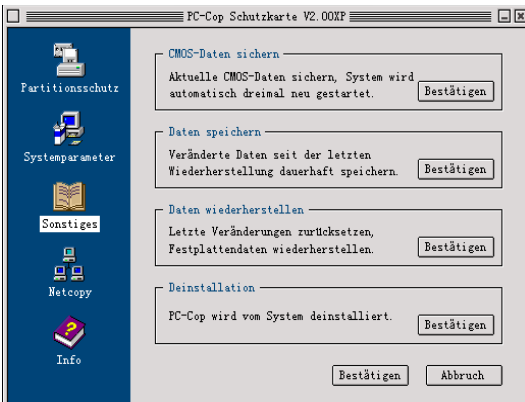 PC-Cop Schutzkarte V2.00XP
Partitionsschutz
Systemparameter
Sonstiges
Netcopy
Info
CMOS-Daten sichern
Aktuelle CMOS-Daten sichern, System wird
automatisch dreimal neu gestartet.
Bestätigen
Daten speichern
Veränderte Daten seit der letzten
Wiederherstellung dauerhaft speichern.
Bestätigen
Daten wiederherstellen
Letzte Veränderungen zurücksetzen,
Festplattendaten wiederherstellen.
Bestätigen
Deinstallation
PC-Cop wird vom System deinstalliert.
Bestätigen
Bestätigen
Abbruch